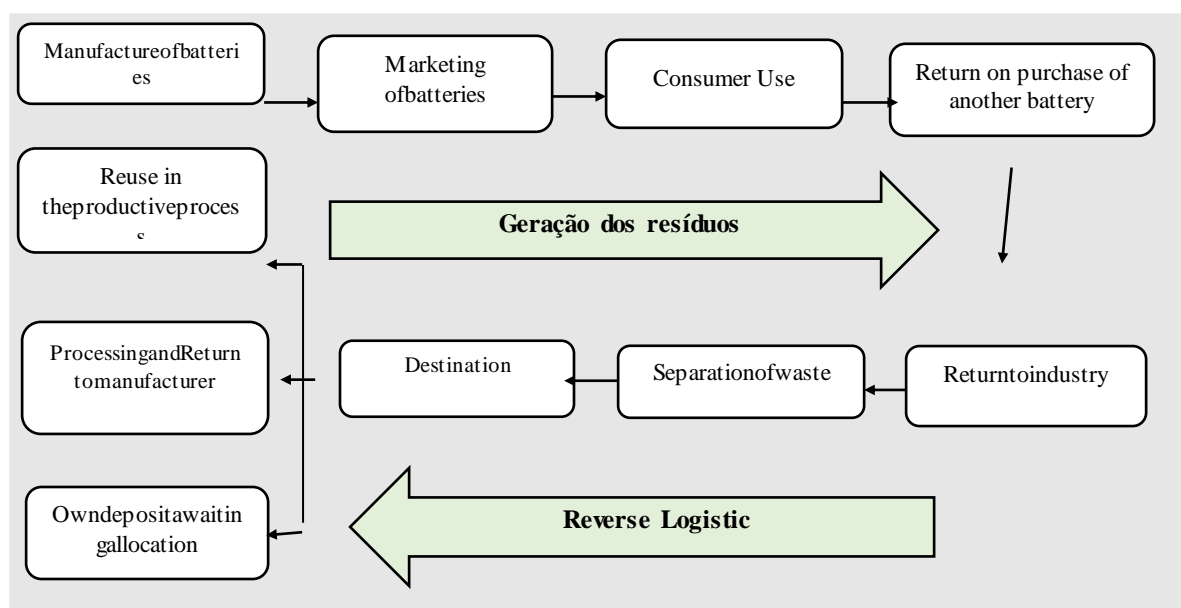 Manufactureofbatteri
es
Marketing
ofbatteries
Consumer Use
Return on purchase of
another battery
Reuse in
theproductiveproces
s
Geração dos resíduos
ProcessingandReturn
tomanufacturer
Destination
Separationofwaste
Returntoindustry
Owndepositawaitin
gallocation
Reverse Logistic